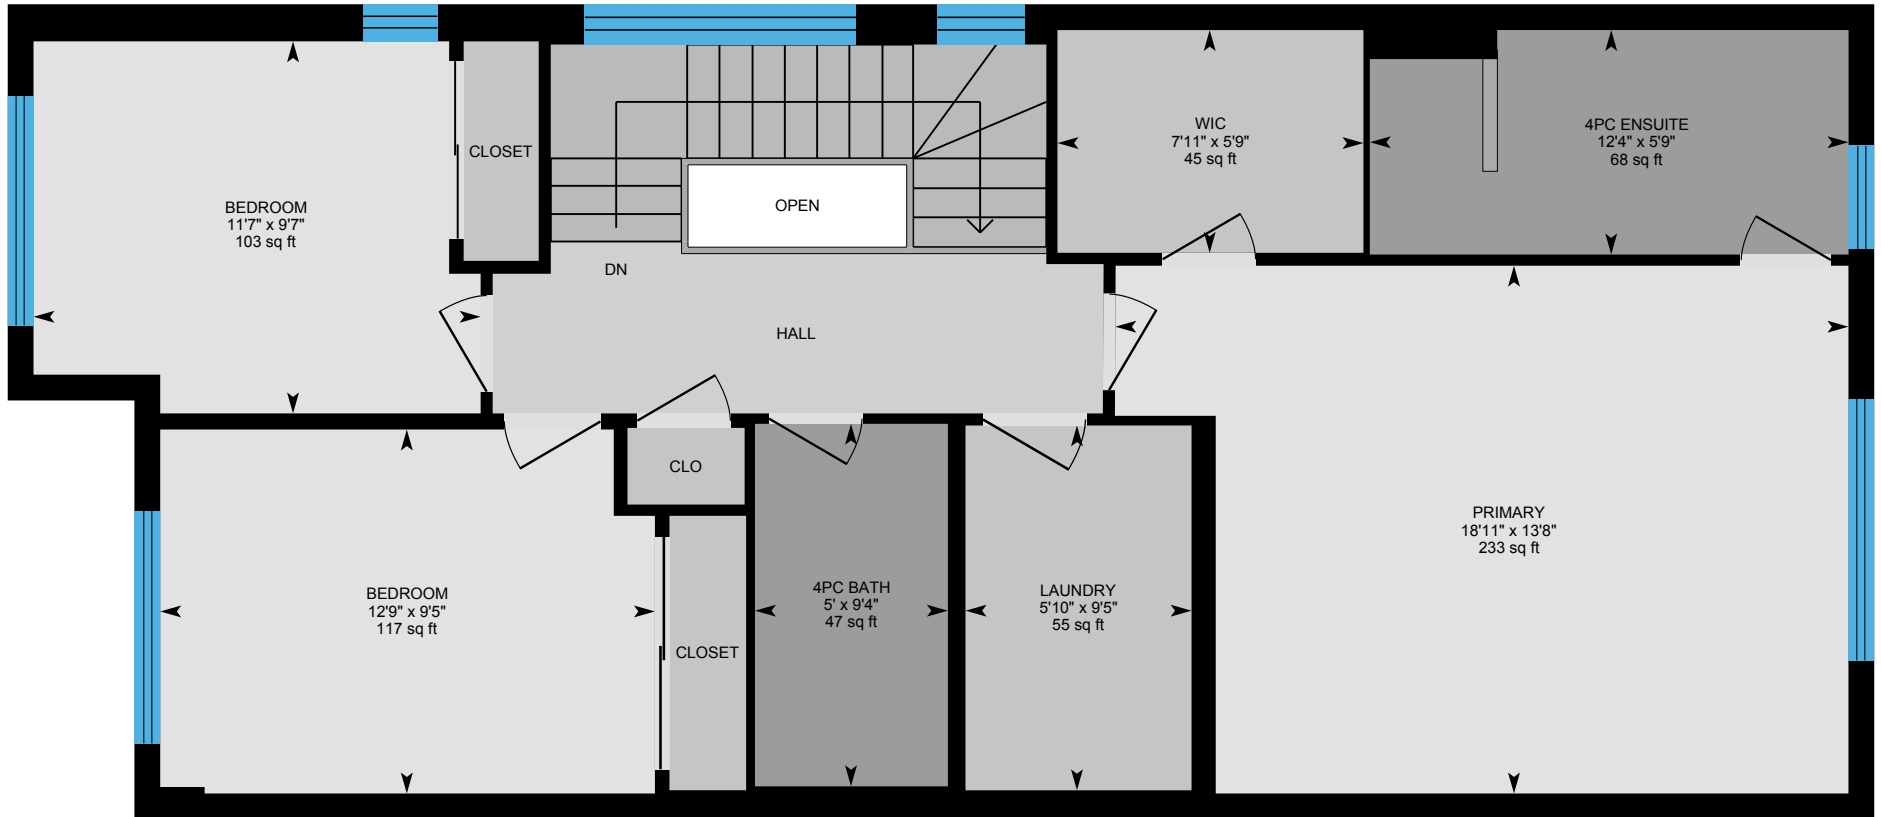 CLOSET
WIC
7'11" x 5'9"
45 sq ft
4PC ENSUITE
12'4" x 5'9"
68 sq ft
BEDROOM
11'7" x 9'7"
103 sq ft
OPEN
DN
HALL
CLO
PRIMARY
18'11" x 13'8"
233 sq ft
BEDROOM
12'9" x 9'5"
117 sq ft
CLOSET
4PC BATH
5' x 9'4"
47 sq ft
LAUNDRY
5'10" x 9'5"
55 sq ft